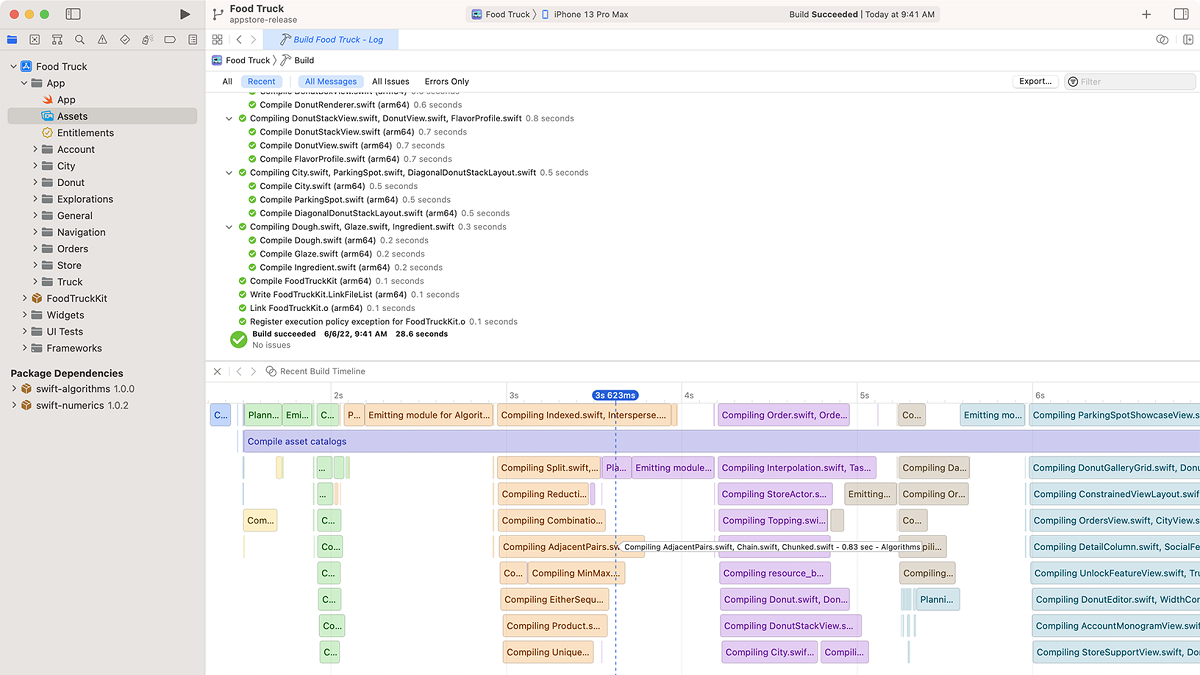 Food Truck
appstore-release
Food Truck
iPhone 13 Pro Max
Build Succeeded | Today at 9:41 AM
Build Food Truck - Log
Food Truck
Build
All
Recent
All Messages
All Issues
Errors Only
Export...
Filter
Food Truck
App
App
Assets
Entitlements
Account
City
Donut
Explorations
General
Navigation
Orders
Store
Truck
FoodTruckKit
Widgets
UI Tests
Frameworks
Package Dependencies
swift-algorithms 1.0.0
swift-numerics 1.0.2
Compile DonutRenderer.swift (arm64) 0.6 seconds
Compiling DonutStackView.swift, DonutView.swift, FlavorProfile.swift 0.8 seconds
Compile DonutStackView.swift (arm64) 0.7 seconds
Compile DonutView.swift (arm64) 0.7 seconds
Compile FlavorProfile.swift (arm64) 0.7 seconds
Compiling City.swift, ParkingSpot.swift, DiagonalDonutStackLayout.swift 0.5 seconds
Compile City.swift (arm64) 0.5 seconds
Compile ParkingSpot.swift (arm64) 0.5 seconds
Compile DiagonalDonutStackLayout.swift (arm64) 0.5 seconds
Compiling Dough.swift, Glaze.swift, Ingredient.swift 0.3 seconds
Compile Dough.swift (arm64) 0.2 seconds
Compile Glaze.swift (arm64) 0.2 seconds
Compile Ingredient.swift (arm64) 0.2 seconds
Compile FoodTruckKit (arm64) 0.1 seconds
Write FoodTruckKit.LinkFileList (arm64) 0.1 seconds
Link FoodTruckKit.o (arm64) 0.1 seconds
Register execution policy exception for FoodTruckKit.o 0.1 seconds
Build succeeded 6/6/22, 9:41 AM 28.6 seconds
No issues
Recent Build Timeline
2s 3s 3s 623ms 4s 5s 6s
C... Plann... Emi... C... P... Emitting module for Algorit... Compiling Indexed.swift, Intersperse.... Compiling Order.swift, Orde... Co... Emitting mo... Compiling ParkingSpotShowcaseView.s
Compile asset catalogs
... Compiling Split.swift,... Pla... Emitting module... Compiling Interpolation.swift, Tas... Compiling Da... Compiling DonutGalleryGrid.swift, Donu
... Compiling Reducti... Compiling StoreActor.s... Emitting... Compiling Or... Compiling ConstrainedViewLayout.swif
Com... C... Compiling Combinatio... Compiling Topping.swi... Co... Compiling OrdersView.swift, CityView.s
Co... Compiling AdjacentPairs.sw Compiling AdjacentPairs.swift, Chain.swift, Chunked.swift - 0.83 sec - Algorithms pili... Compiling DetailColumn.swift, SocialFe
C... Co... Compiling MinMax... Compiling resource_b... Compiling... Compiling UnlockFeatureView.swift, Tru
C... Compiling EitherSequ... Compiling Donut.swift, Don... Planni... Compiling DonutEditor.swift, WidthCon
Co... Compiling Product.s... Compiling DonutStackView.s... Compiling AccountMonogramView.swif
C... Compiling Unique... Compiling City.swif... Compili... Compiling StoreSupportView.swift, Do